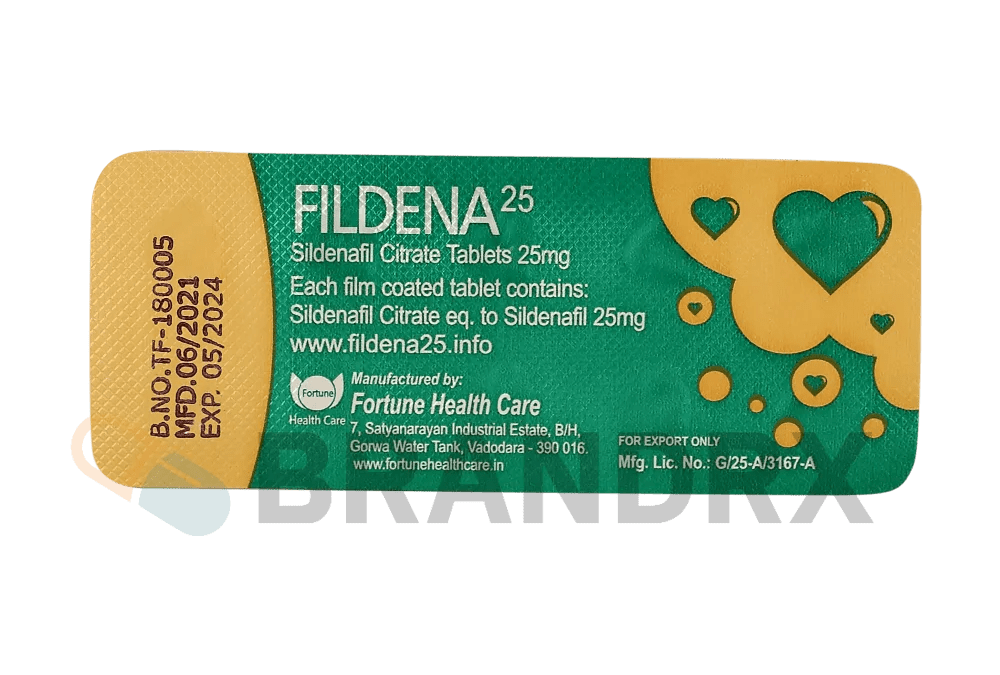 B.NO.TF-180005
MFD.06/2021
EXP. 05/2024
FILDENA 25
Sildenafil Citrate Tablets 25mg
Each film coated tablet contains:
Sildenafil Citrate eq. to Sildenafil 25mg
www.fildena25.info
Fortune
Health Care
Manufactured by:
Fortune Health Care
7, Satyanarayan Industrial Estate, B/H,
Gorwa Water Tank, Vadodara - 390 016.
www.fortunehealthcare.in
FOR EXPORT ONLY
Mfg. Lic. No.: G/25-A/3167-A
BRANDRX